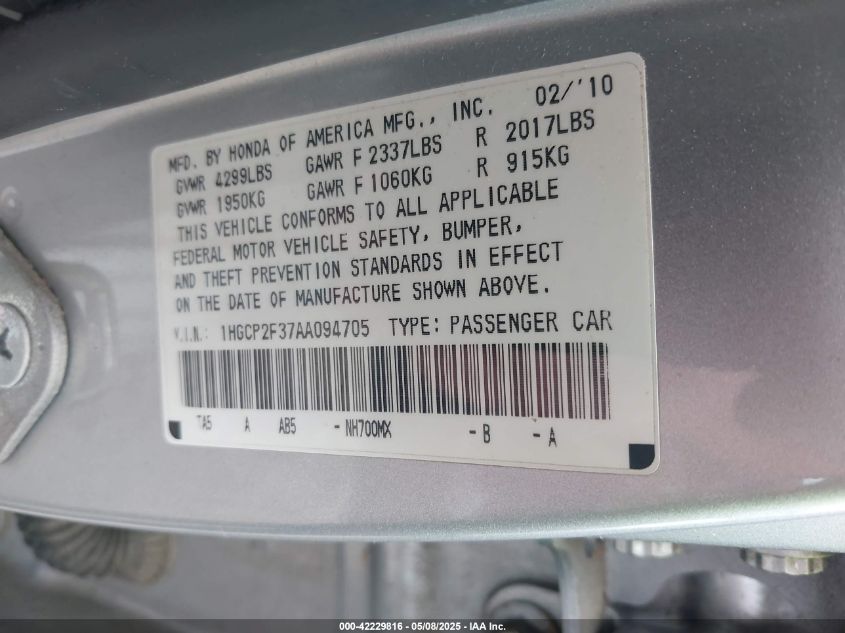 MFD. BY HONDA OF AMERICA MFG., INC. 02/'10
GVWR 4299LBS GAWR F 2337LBS R 2017LBS
GVWR 1950KG GAWR F 1060KG R 915KG
THIS VEHICLE CONFORMS TO ALL APPLICABLE
FEDERAL MOTOR VEHICLE SAFETY, BUMPER,
AND THEFT PREVENTION STANDARDS IN EFFECT
ON THE DATE OF MANUFACTURE SHOWN ABOVE.
V.I.N.: 1HGCP2F37AA094705 TYPE: PASSENGER CAR
TA5 A AB5 -NH700MX -B -A
000-42229816 - 05/08/2025 - IAA Inc.